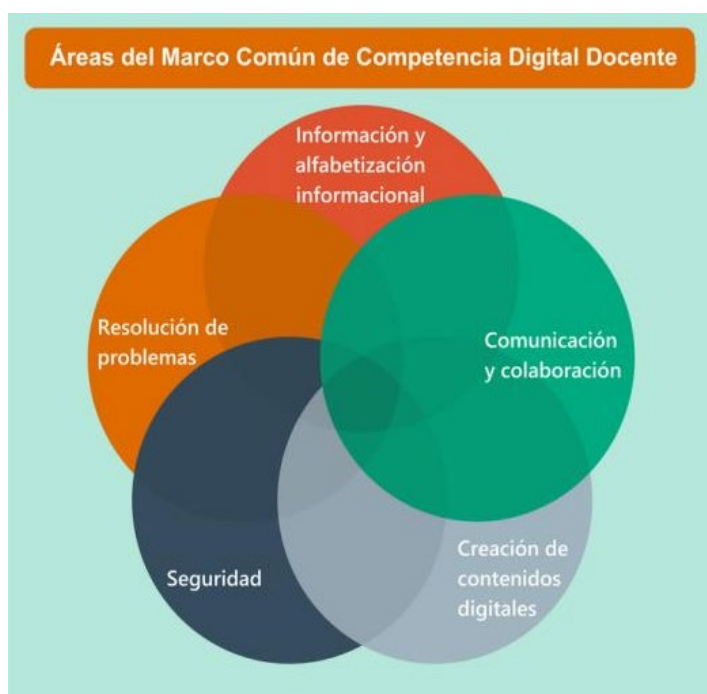 Áreas del Marco Común de Competencia Digital Docente
Información y
alfabetización
informacional
Resolución de
problemas
Comunicación
y colaboración
Seguridad
Creación de
contenidos
digitales